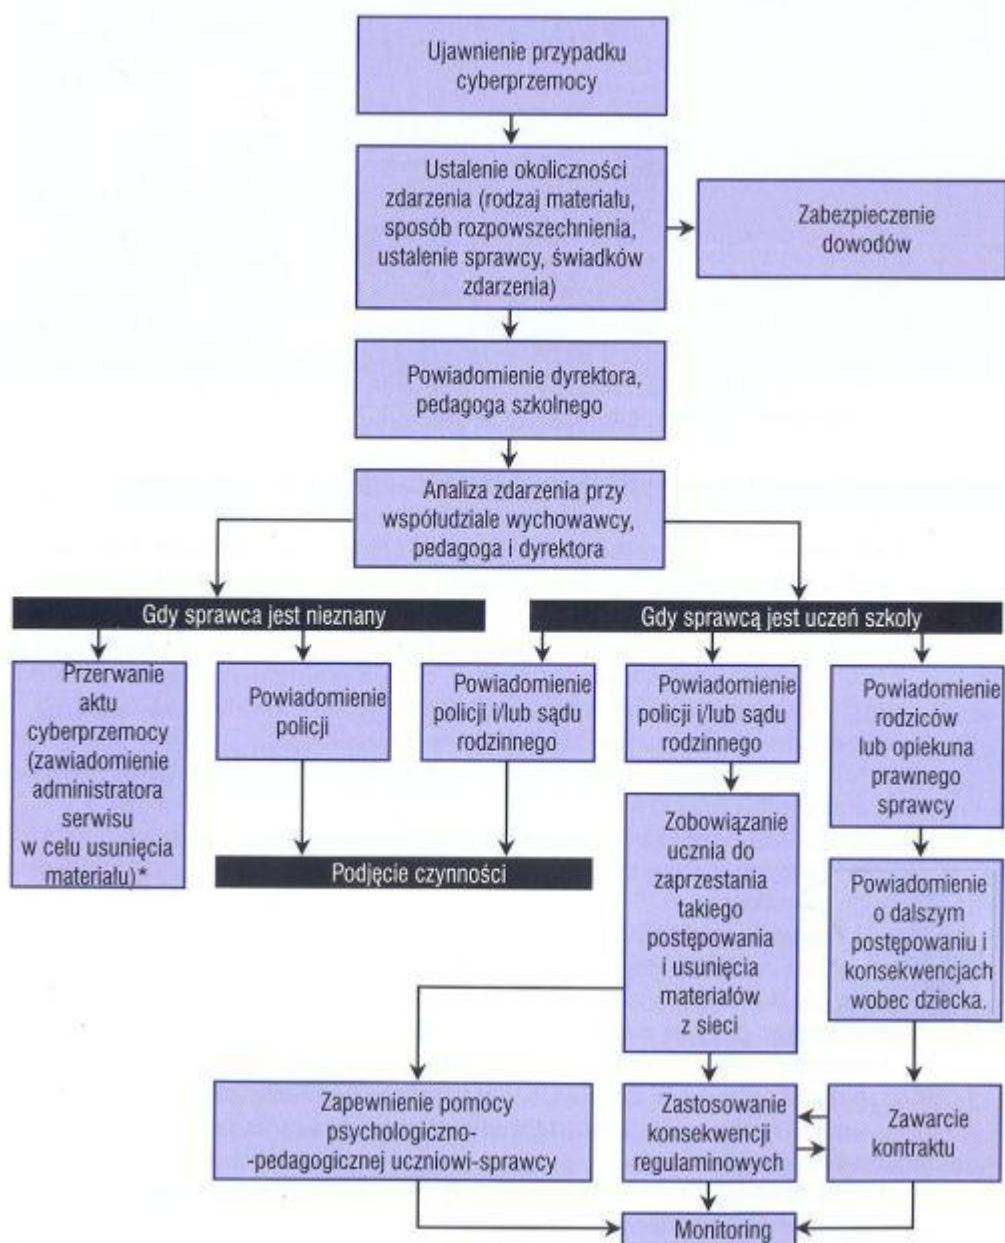 Ujawnienie przypadku
cyberprzemocy
Ustalenie okoliczności
zdarzenia (rodzaj materiału,
sposób rozpowszechnienia,
ustalenie sprawcy, świadków
zdarzenia)
Zabezpieczenie
dowodów
Powiadomienie dyrektora,
pedagoga szkolnego
Analiza zdarzenia przy
współudziale wychowawcy,
pedagoga i dyrektora
Gdy sprawca jest nieznany
Przerwanie
aktu
cyberprzemocy
(zawiadomienie
administratora
serwisu
w celu usunięcia
materiału)*
Powiadomienie
policji
Gdy sprawcą jest uczeń szkoły
Powiadomienie
policji i/lub sądu
rodzinnego
Podjęcie czynności
Powiadomienie
policji i/lub sądu
rodzinnego
Zobowiązanie
ucznia do
zaprzestania
takiego
postępowania
i usunięcia
materiałów
z sieci
Powiadomienie
rodziców
lub opiekuna
prawnego
sprawcy
Powiadomienie
o dalszym
postępowaniu i
konsekwencjach
wobec dziecka.
Zapewnienie pomocy
psychologiczno-
-pedagogicznej uczniowi-sprawcy
Zastosowanie
konsekwencji
regulaminowych
Zawarcie
kontraktu
Monitoring